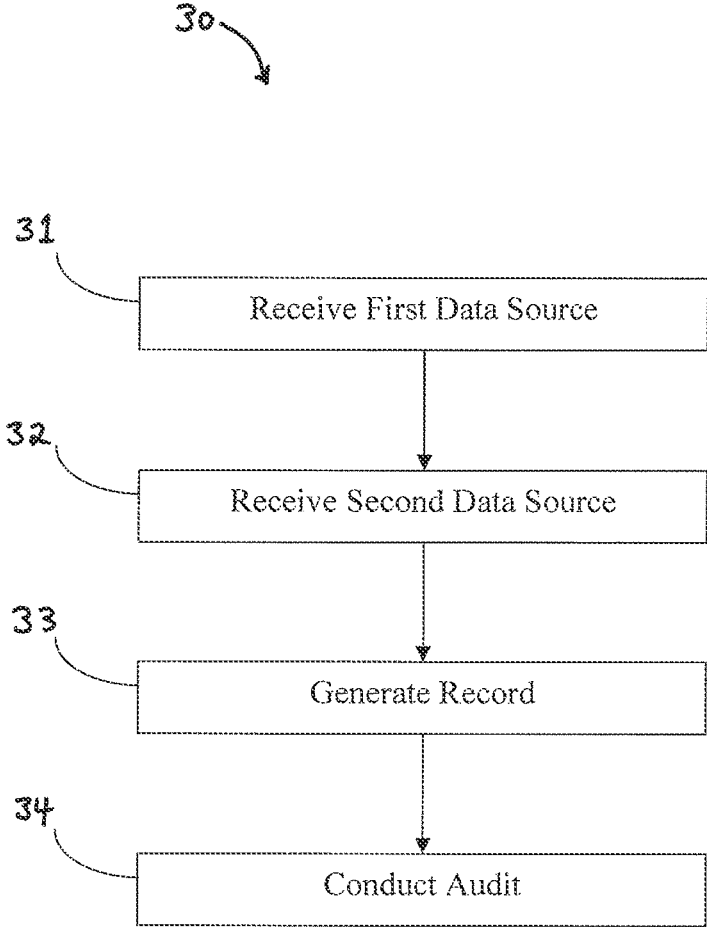 30
31
Receive First Data Source
32
Receive Second Data Source
33
Generate Record
34
Conduct Audit